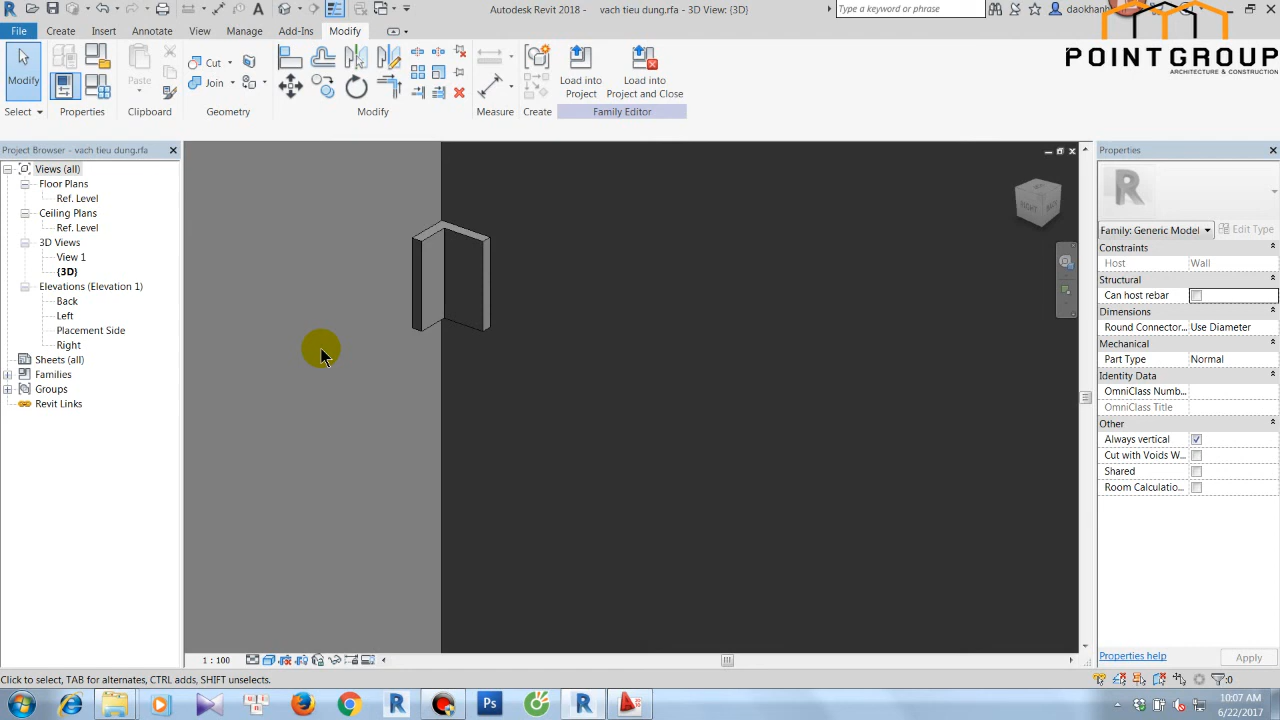 Autodesk Revit 2018 - vach tieu dung.rfa - 3D View: {3D}
Type a keyword or phrase
daokhan
File Create Insert Annotate View Manage Add-Ins Modify
POINTGROUP
ARCHITECTURE & CONSTRUCTION
Modify
Paste
Cut
Join
Load into
Project
Load into
Project and Close
Select Properties Clipboard Geometry Modify Measure Create Family Editor
Project Browser - vach tieu dung.rfa
Views (all)
Floor Plans
Ref. Level
Ceiling Plans
Ref. Level
3D Views
View 1
{3D}
Elevations (Elevation 1)
Back
Left
Placement Side
Right
Sheets (all)
Families
Groups
Revit Links
RIGHT
BACK
Properties
R
Family: Generic Model
Edit Type
Constraints
Host Wall
Structural
Can host rebar
Dimensions
Round Connector... Use Diameter
Mechanical
Part Type Normal
Identity Data
OmniClass Numb...
OmniClass Title
Other
Always vertical
Cut with Voids W...
Shared
Room Calculatio...
Properties help
Apply
1 : 100
Click to select, TAB for alternates, CTRL adds, SHIFT unselects.
:0
Ps
10:07 AM
6/22/2017